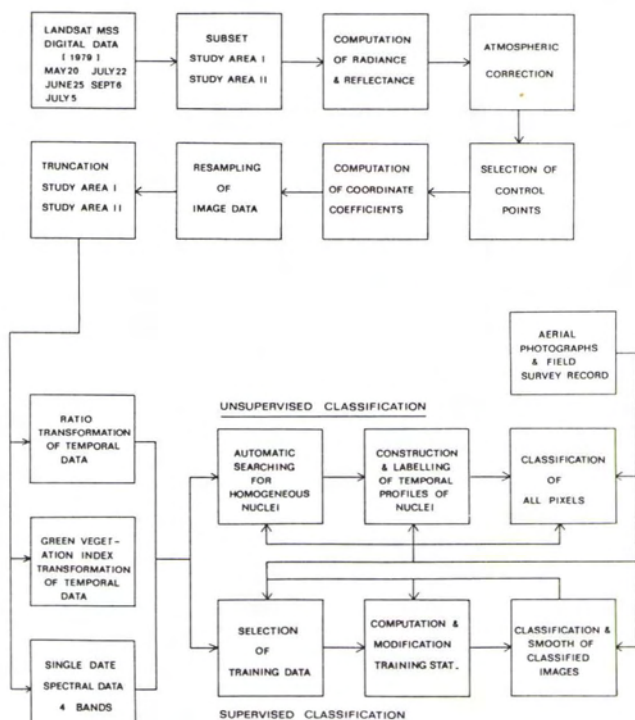 LANDSAT MSS
DIGITAL DATA
[ 1979 ]
MAY20 JULY22
JUNE25 SEPT6
JULY5
SUBSET
STUDY AREA I
STUDY AREA II
COMPUTATION
OF RADIANCE
& REFLECTANCE
ATMOSPHERIC
CORRECTION
TRUNCATION
STUDY AREA I
STUDY AREA II
RESAMPLING
OF
IMAGE DATA
COMPUTATION
OF COORDINATE
COEFFICIENTS
SELECTION OF
CONTROL
POINTS
AERIAL
PHOTOGRAPHS
& FIELD
SURVEY RECORD
RATIO
TRANSFORMATION
OF TEMPORAL
DATA
UNSUPERVISED CLASSIFICATION
AUTOMATIC
SEARCHING
FOR
HOMOGENEOUS
NUCLEI
CONSTRUCTION
& LABELLING
OF TEMPORAL
PROFILES OF
NUCLEI
CLASSIFICATION
OF
ALL PIXELS
GREEN VEGET-
ATION INDEX
TRANSFORMATION
OF TEMPORAL
DATA
SELECTION
OF
TRAINING DATA
COMPUTATION &
MODIFICATION
TRAINING STAT.
CLASSIFICATION &
SMOOTH OF
CLASSIFIED
IMAGES
SINGLE DATE
SPECTRAL DATA
4 BANDS
SUPERVISED CLASSIFICATION